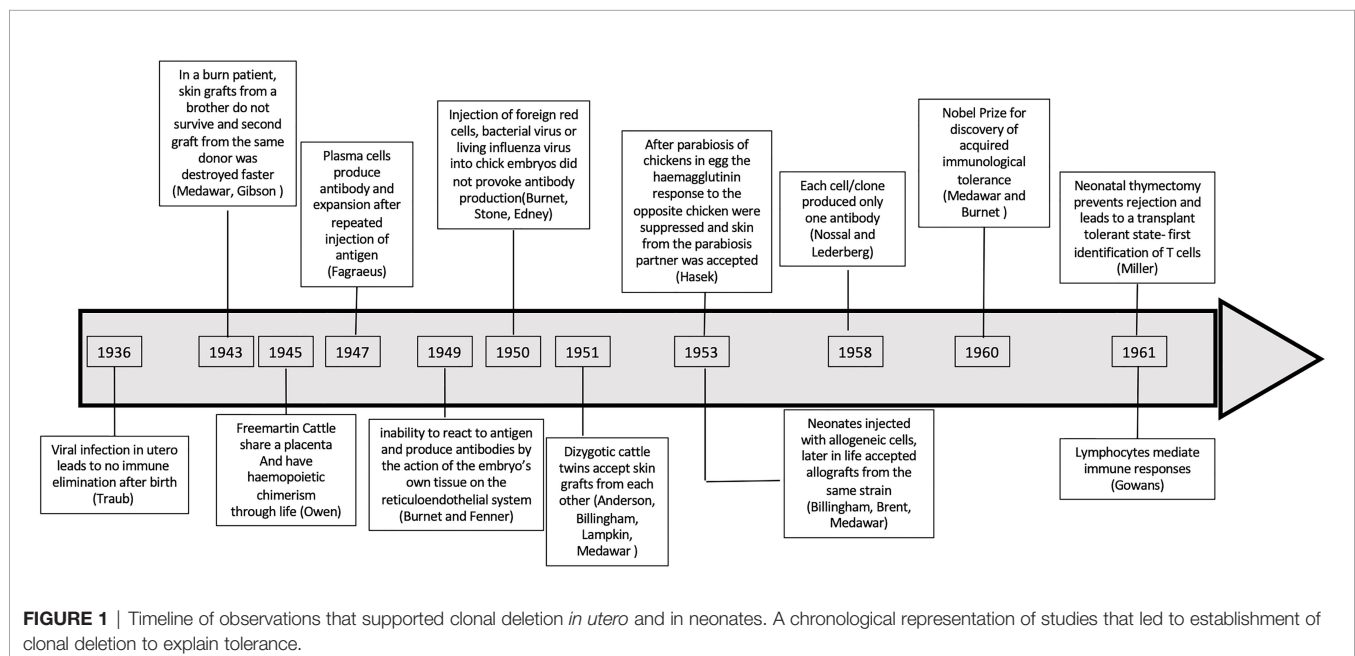 In a burn patient,
skin grafts from a
brother do not
survive and second
graft from the same
donor was
destroyed faster
(Medawar, Gibson )
Plasma cells
produce
antibody and
expansion after
repeated
injection of
antigen
(Fagraeus)
Injection of foreign red
cells, bacterial virus or
living influenza virus
into chick embryos did
not provoke antibody
production(Burnet,
Stone, Edney)
After parabiosis of
chickens in egg the
haemagglutinin
response to the
opposite chicken were
suppressed and skin
from the parabiosis
partner was accepted
(Hasek)
Each cell/clone
produced only
one antibody
(Nossal and
Lederberg)
Nobel Prize for
discovery of
acquired
immunological
tolerance
(Medawar and
Burnet )
Neonatal thymectomy
prevents rejection and
leads to a transplant
tolerant state- first
identification of T cells
(Miller)
1936
1943
1945
1947
1949
1950
1951
1953
1958
1960
1961
Viral infection in utero
leads to no immune
elimination after birth
(Traub)
Freemartin Cattle
share a placenta
And have
haemopoietic
chimerism
through life (Owen)
inability to react to antigen
and produce antibodies by
the action of the embryo's
own tissue on the
reticuloendothelial system
(Burnet and Fenner)
Dizygotic cattle
twins accept skin
grafts from each
other (Anderson,
Billingham,
Lampkin,
Medawar )
Neonates injected
with allogeneic cells,
later in life accepted
allografts from the
same strain
(Billingham, Brent,
Medawar)
Lymphocytes mediate
immune responses
(Gowans)
FIGURE 1 | Timeline of observations that supported clonal deletion in utero and in neonates. A chronological representation of studies that led to establishment of
clonal deletion to explain tolerance.